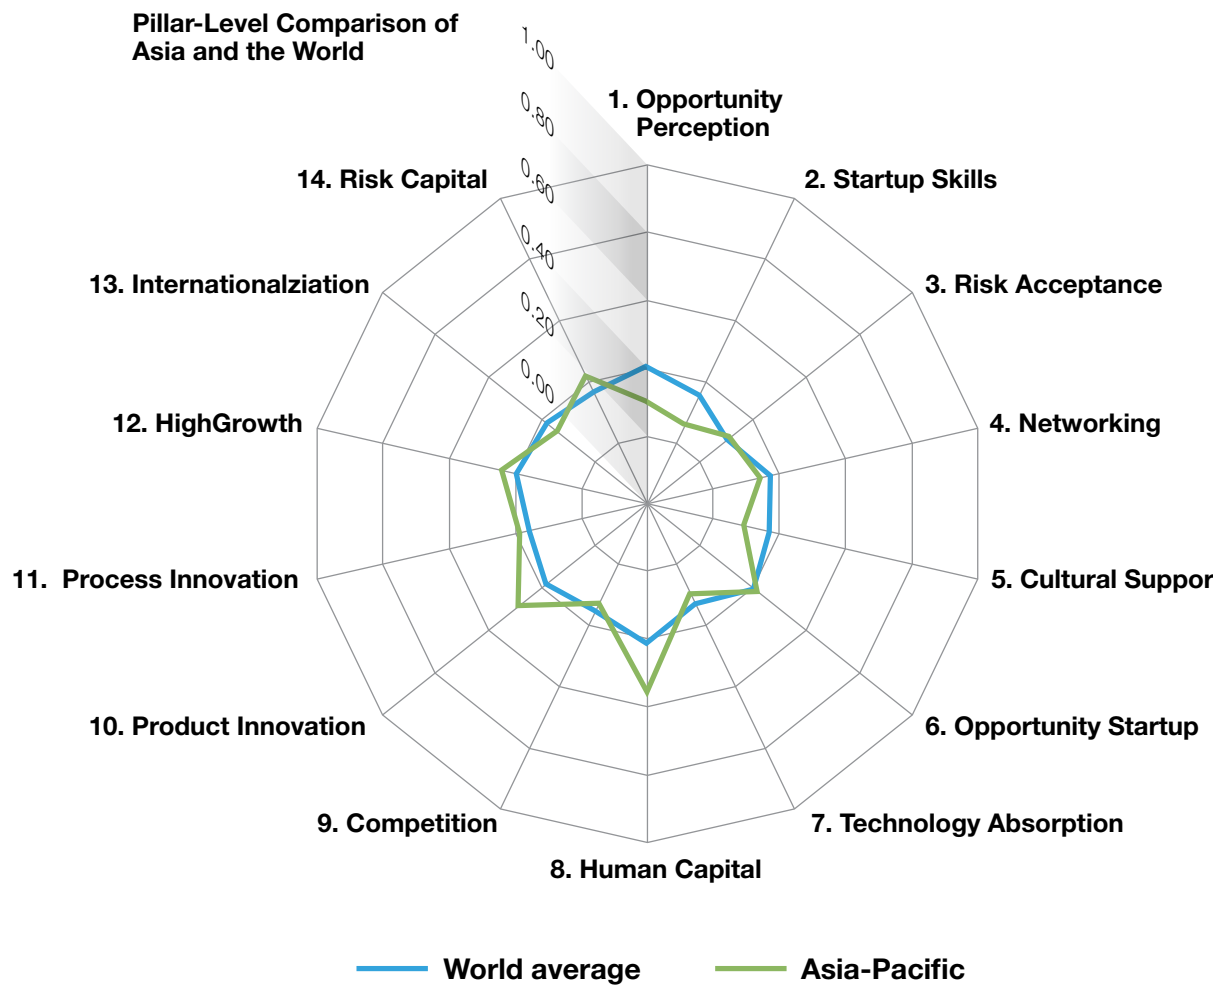 Pillar-Level Comparison of
Asia and the World
1.00
0.80
0.60
0.40
0.20
0.00
1. Opportunity
Perception
2. Startup Skills
3. Risk Acceptance
4. Networking
5. Cultural Suppor
6. Opportunity Startup
7. Technology Absorption
8. Human Capital
9. Competition
10. Product Innovation
11. Process Innovation
12. HighGrowth
13. Internationalziation
14. Risk Capital
World average
Asia-Pacific